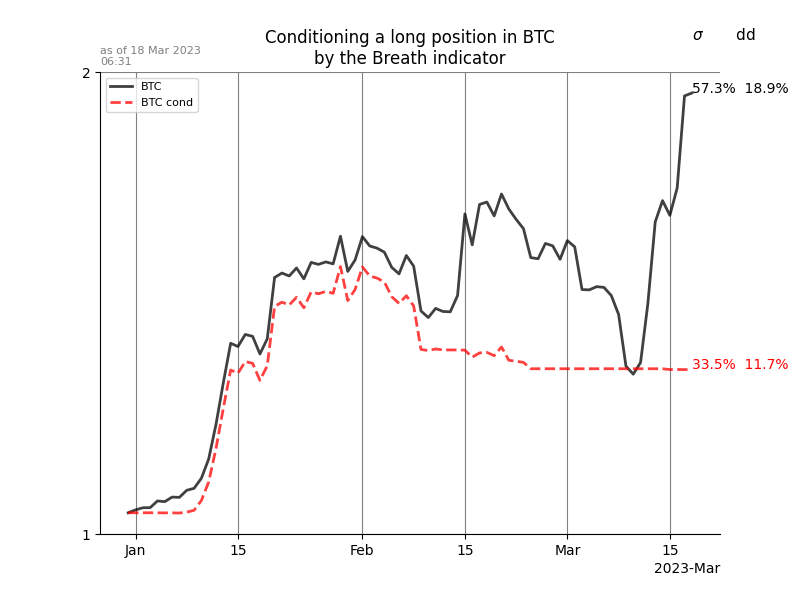 Conditioning a long position in BTC
by the Breath indicator
σ dd
as of 18 Mar 2023
06:31
2
BTC
BTC cond
57.3% 18.9%
33.5% 11.7%
1
Jan 15 Feb 15 Mar 15
2023-Mar